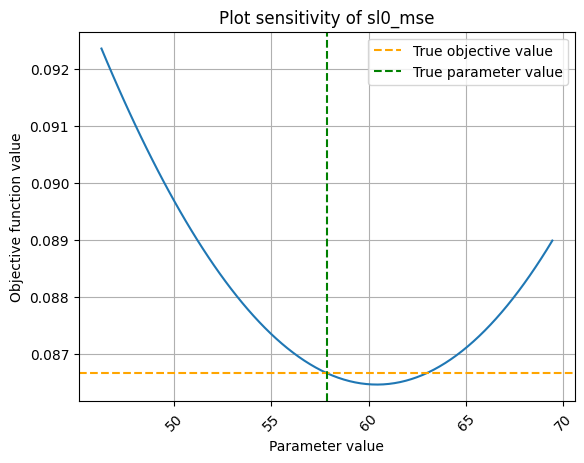 Plot sensitivity of sl0_mse
True objective value
True parameter value
Objective function value
0.092
0.091
0.090
0.089
0.088
0.087
50
55
60
65
70
Parameter value